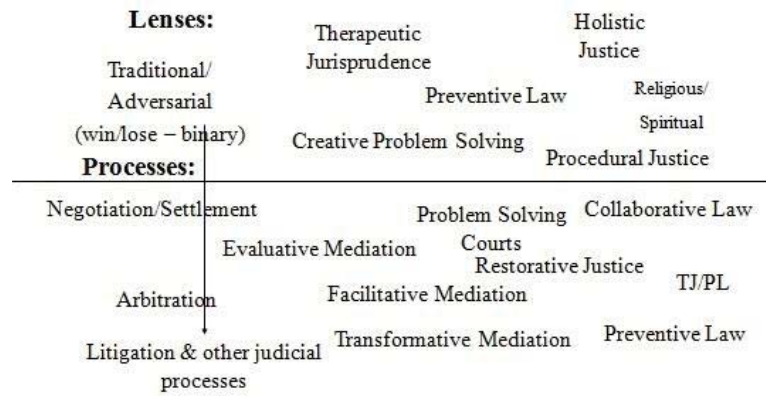 Lenses:
Therapeutic
Jurisprudence
Holistic
Justice
Traditional/
Adversarial
(win/lose – binary)
Preventive Law
Religious/
Spiritual
Creative Problem Solving
Procedural Justice
Processes:
Negotiation/Settlement
Problem Solving
Courts
Collaborative Law
Evaluative Mediation
Restorative Justice
TJ/PL
Arbitration
Facilitative Mediation
Transformative Mediation
Preventive Law
Litigation & other judicial
processes